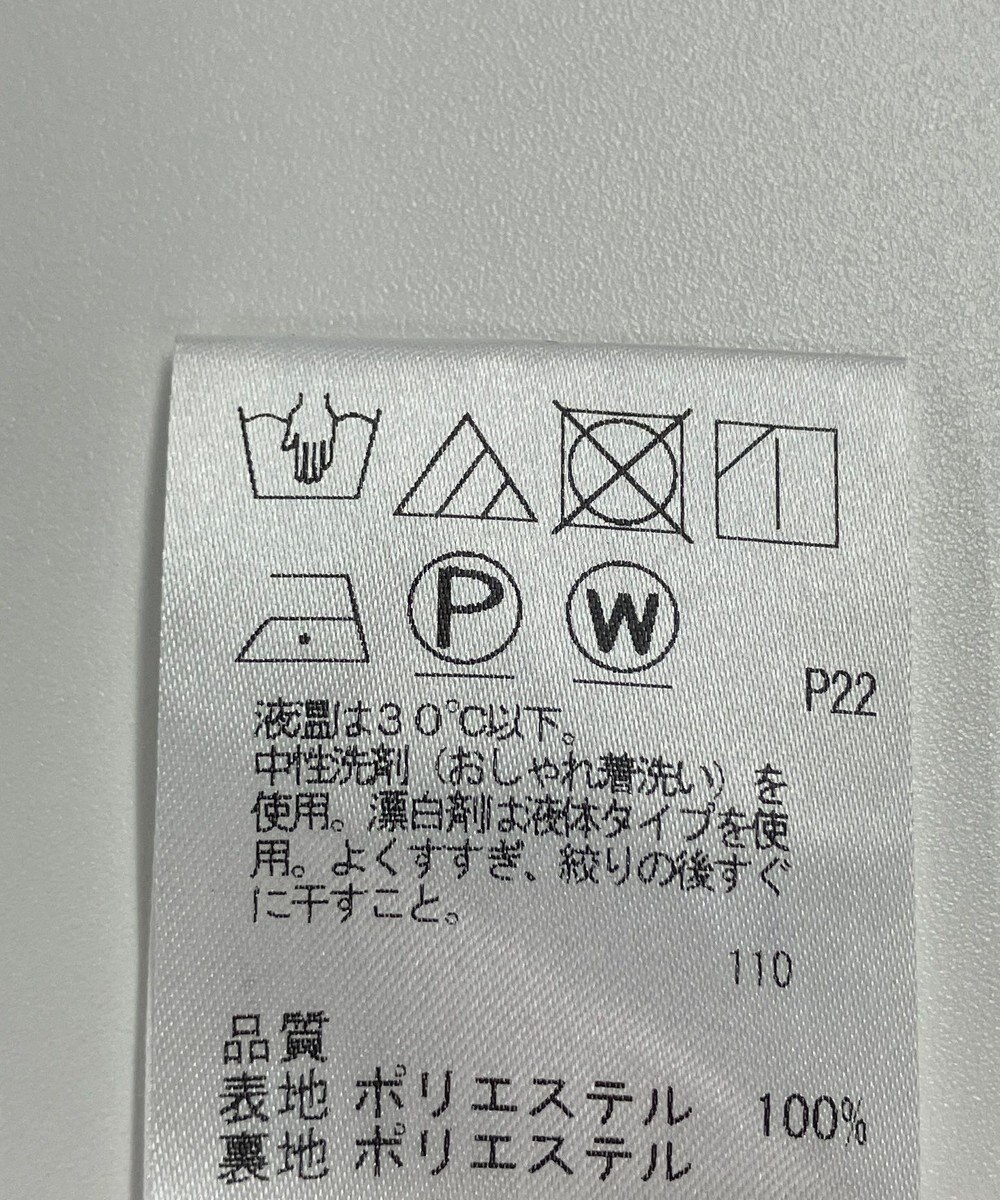 P W
P22
液温は30℃以下。
中性洗剤(おしゃれ着洗い)を
使用。漂白剤は液体タイプを使
用。よくすすぎ、絞りの後すぐ
に干すこと。
110
品質
表地 ポリエステル 100%
裏地 ポリエステル